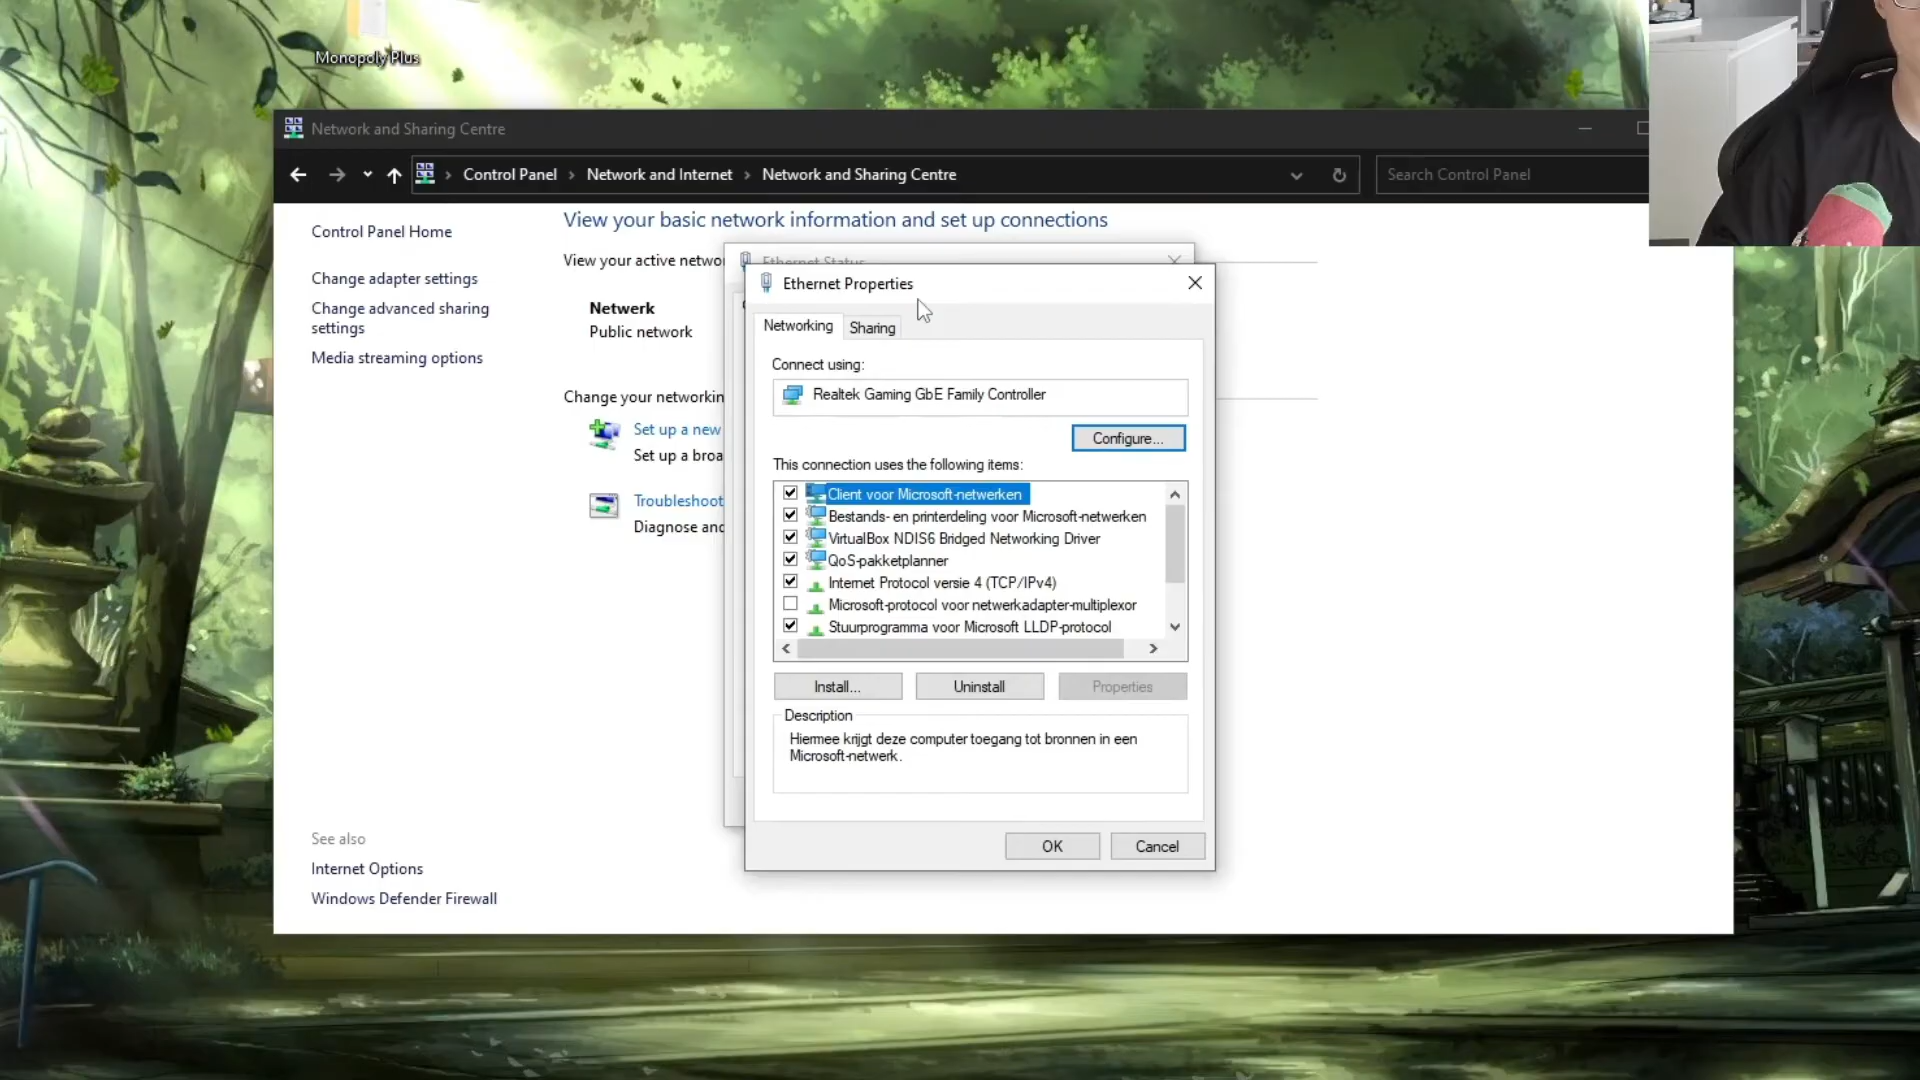 Monopoly Plus
Network and Sharing Centre
Control Panel > Network and Internet > Network and Sharing Centre
Search Control Panel
Control Panel Home
Change adapter settings
Change advanced sharing
settings
Media streaming options
See also
Internet Options
Windows Defender Firewall
View your basic network information and set up connections
View your active netwo
Netwerk
Public network
Change your networkin
Set up a new
Set up a broa
Troubleshoot
Diagnose and
Ethernet Status
Ethernet Properties
Networking
Sharing
Connect using:
Realtek Gaming GbE Family Controller
Configure...
This connection uses the following items:
Client voor Microsoft-netwerken
Bestands- en printerdeling voor Microsoft-netwerken
VirtualBox NDIS6 Bridged Networking Driver
QoS-pakketplanner
Internet Protocol versie 4 (TCP/IPv4)
Microsoft-protocol voor netwerkadapter-multiplexor
Stuurprogramma voor Microsoft LLDP-protocol
Install...
Uninstall
Properties
Description
Hiermee krijgt deze computer toegang tot bronnen in een
Microsoft-netwerk.
OK
Cancel